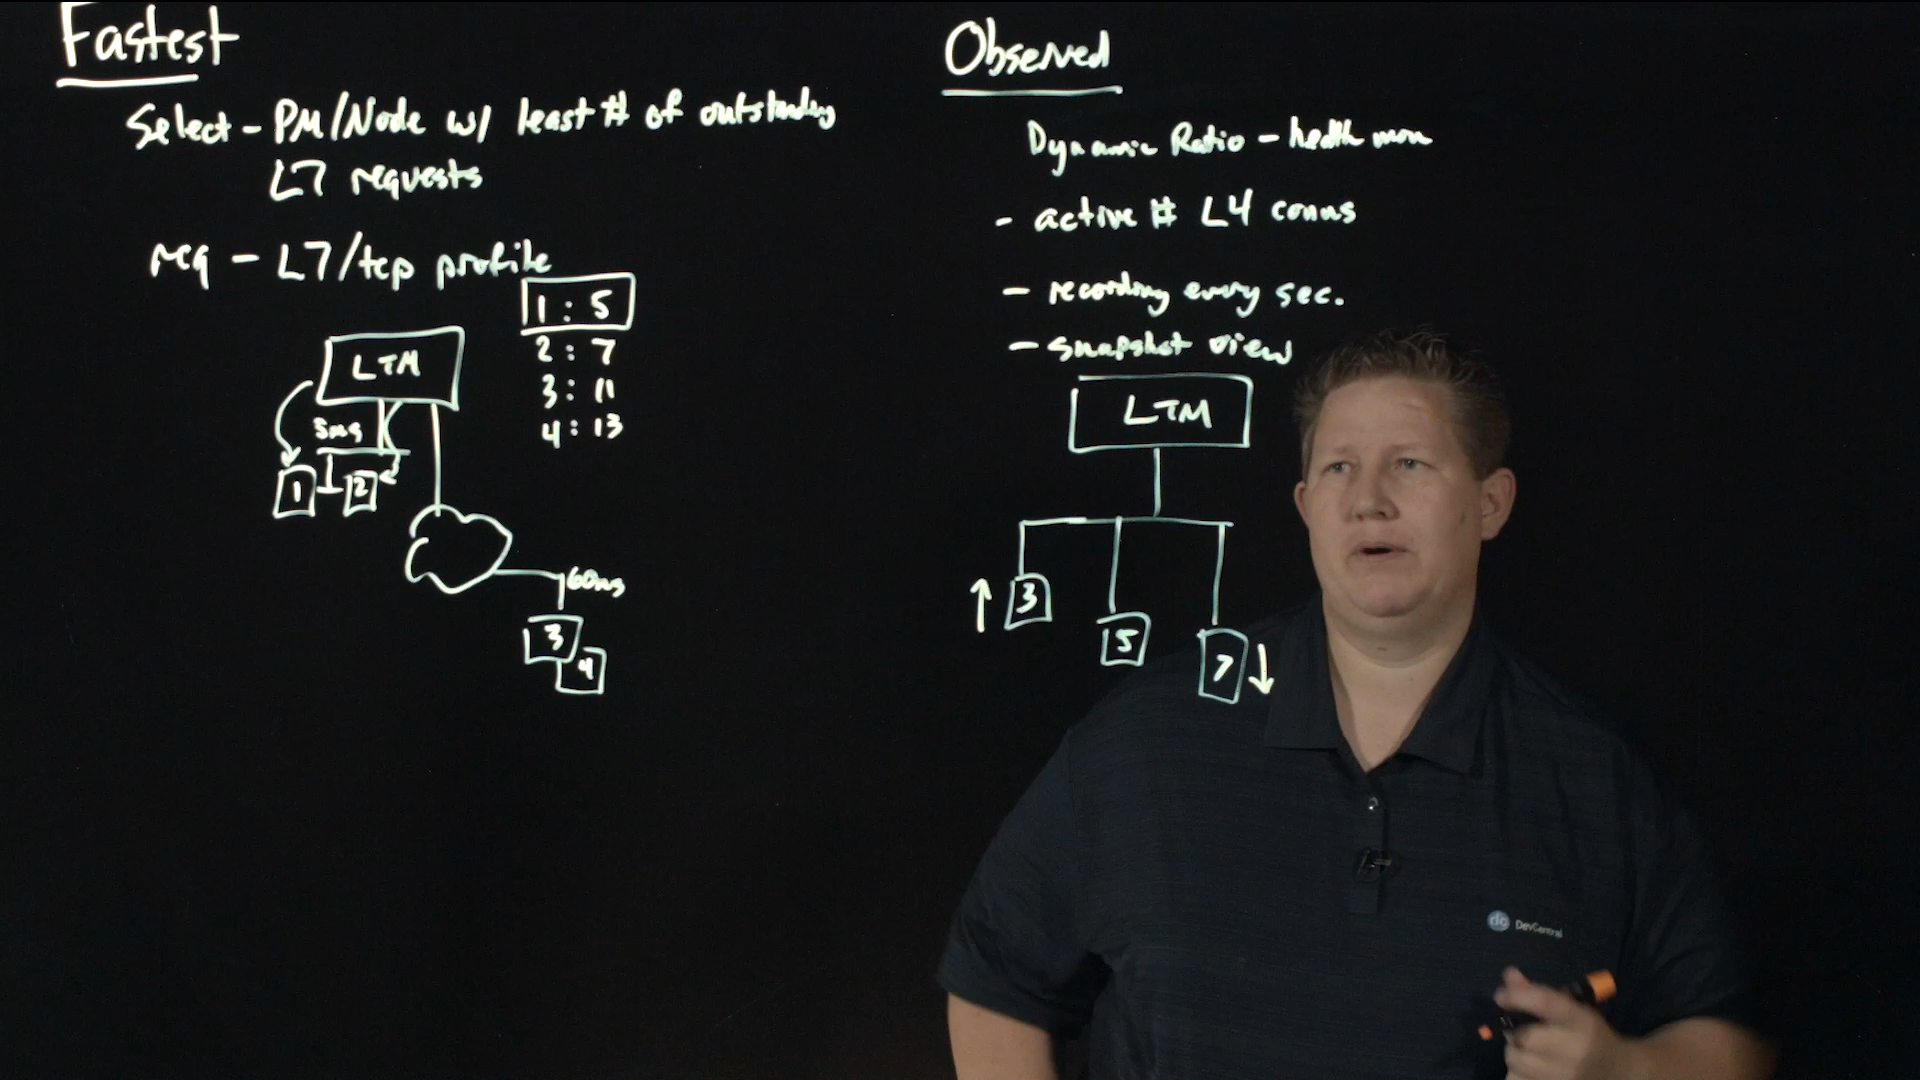 Fastest
Select - PM/Node w/ least # of outstanding
L7 requests
req - L7/tcp profile
1 : 5
2 : 7
3 : 11
4 : 13
LTM
5ms
1
2
60ms
3
4
Observed
Dynamic Ratio - health mon
- active # L4 conns
- recording every sec.
- snapshot view
LTM
3
5
7
dc DevCentral